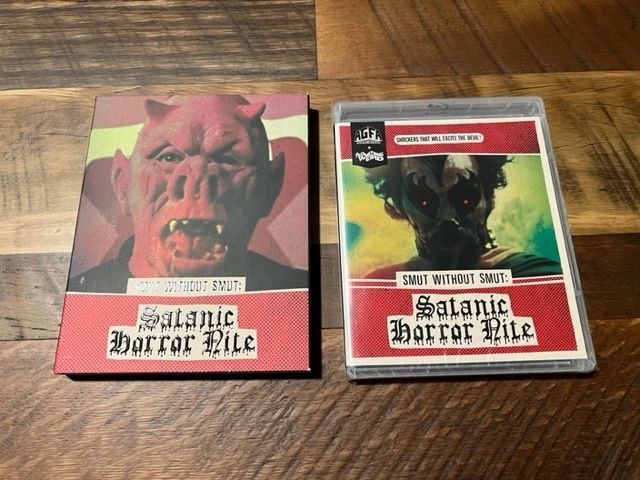 SMUT WITHOUT SMUT:
Satanic
Horror Nite
AGFA
SHOCKERS THAT WILL EXCITE THE DEVIL!
SMUT WITHOUT SMUT:
Satanic
Horror Nite